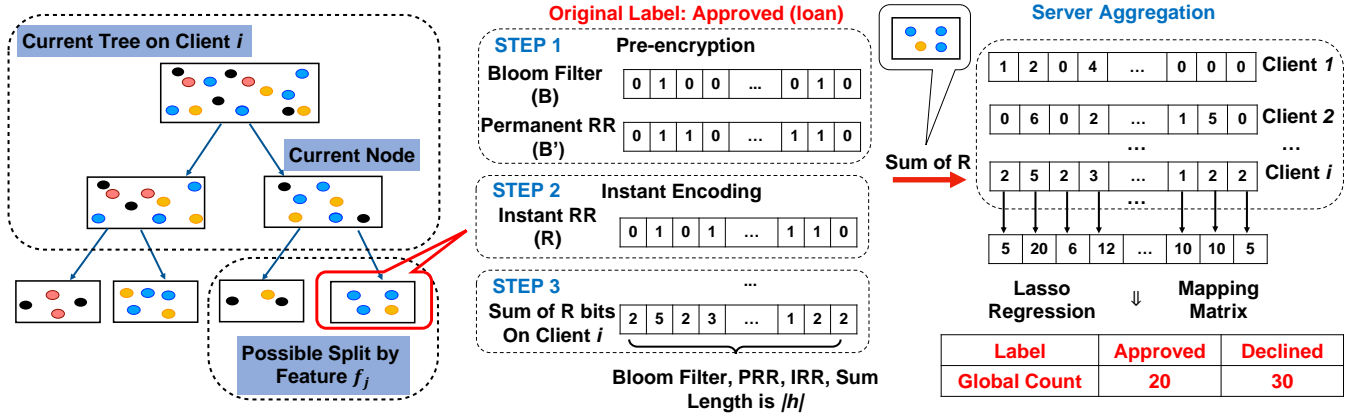 Current Tree on Client i
Current Node
Possible Split by
Feature f_j
Original Label: Approved (loan)
STEP 1 Pre-encryption
Bloom Filter
(B)
0 1 0 0 ... 0 1 0
Permanent RR
(B')
0 1 1 0 ... 1 1 0
STEP 2 Instant Encoding
Instant RR
(R)
0 1 0 1 ... 1 1 0
STEP 3
...
Sum of R bits
On Client i
2 5 2 3 ... 1 2 2
Bloom Filter, PRR, IRR, Sum
Length is |h|
Sum of R
Server Aggregation
1 2 0 4 ... 0 0 0 Client 1
0 6 0 2 ... 1 5 0 Client 2
... ...
2 5 2 3 ... 1 2 2 Client i
...
5 20 6 12 ... 10 10 5
Lasso
Regression
⇓
Mapping
Matrix
Label Approved Declined
Global Count 20 30